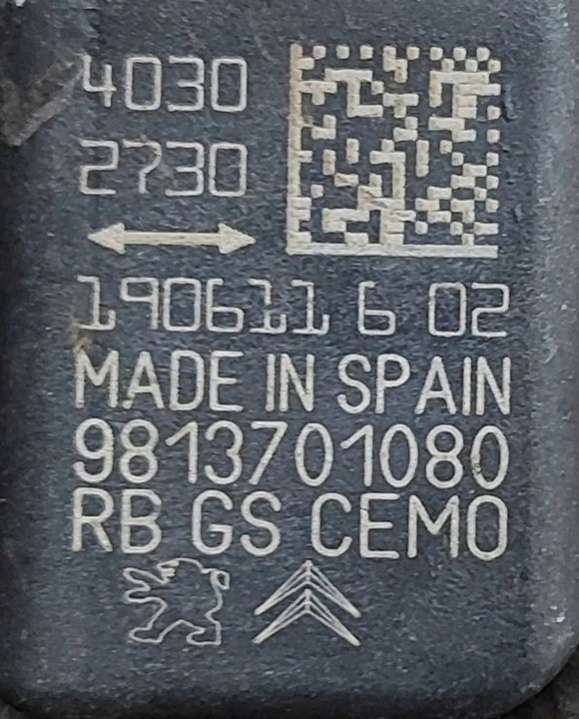 4030
2730
190611 6 02
MADE IN SPAIN
9813701080
RB GS CEMO